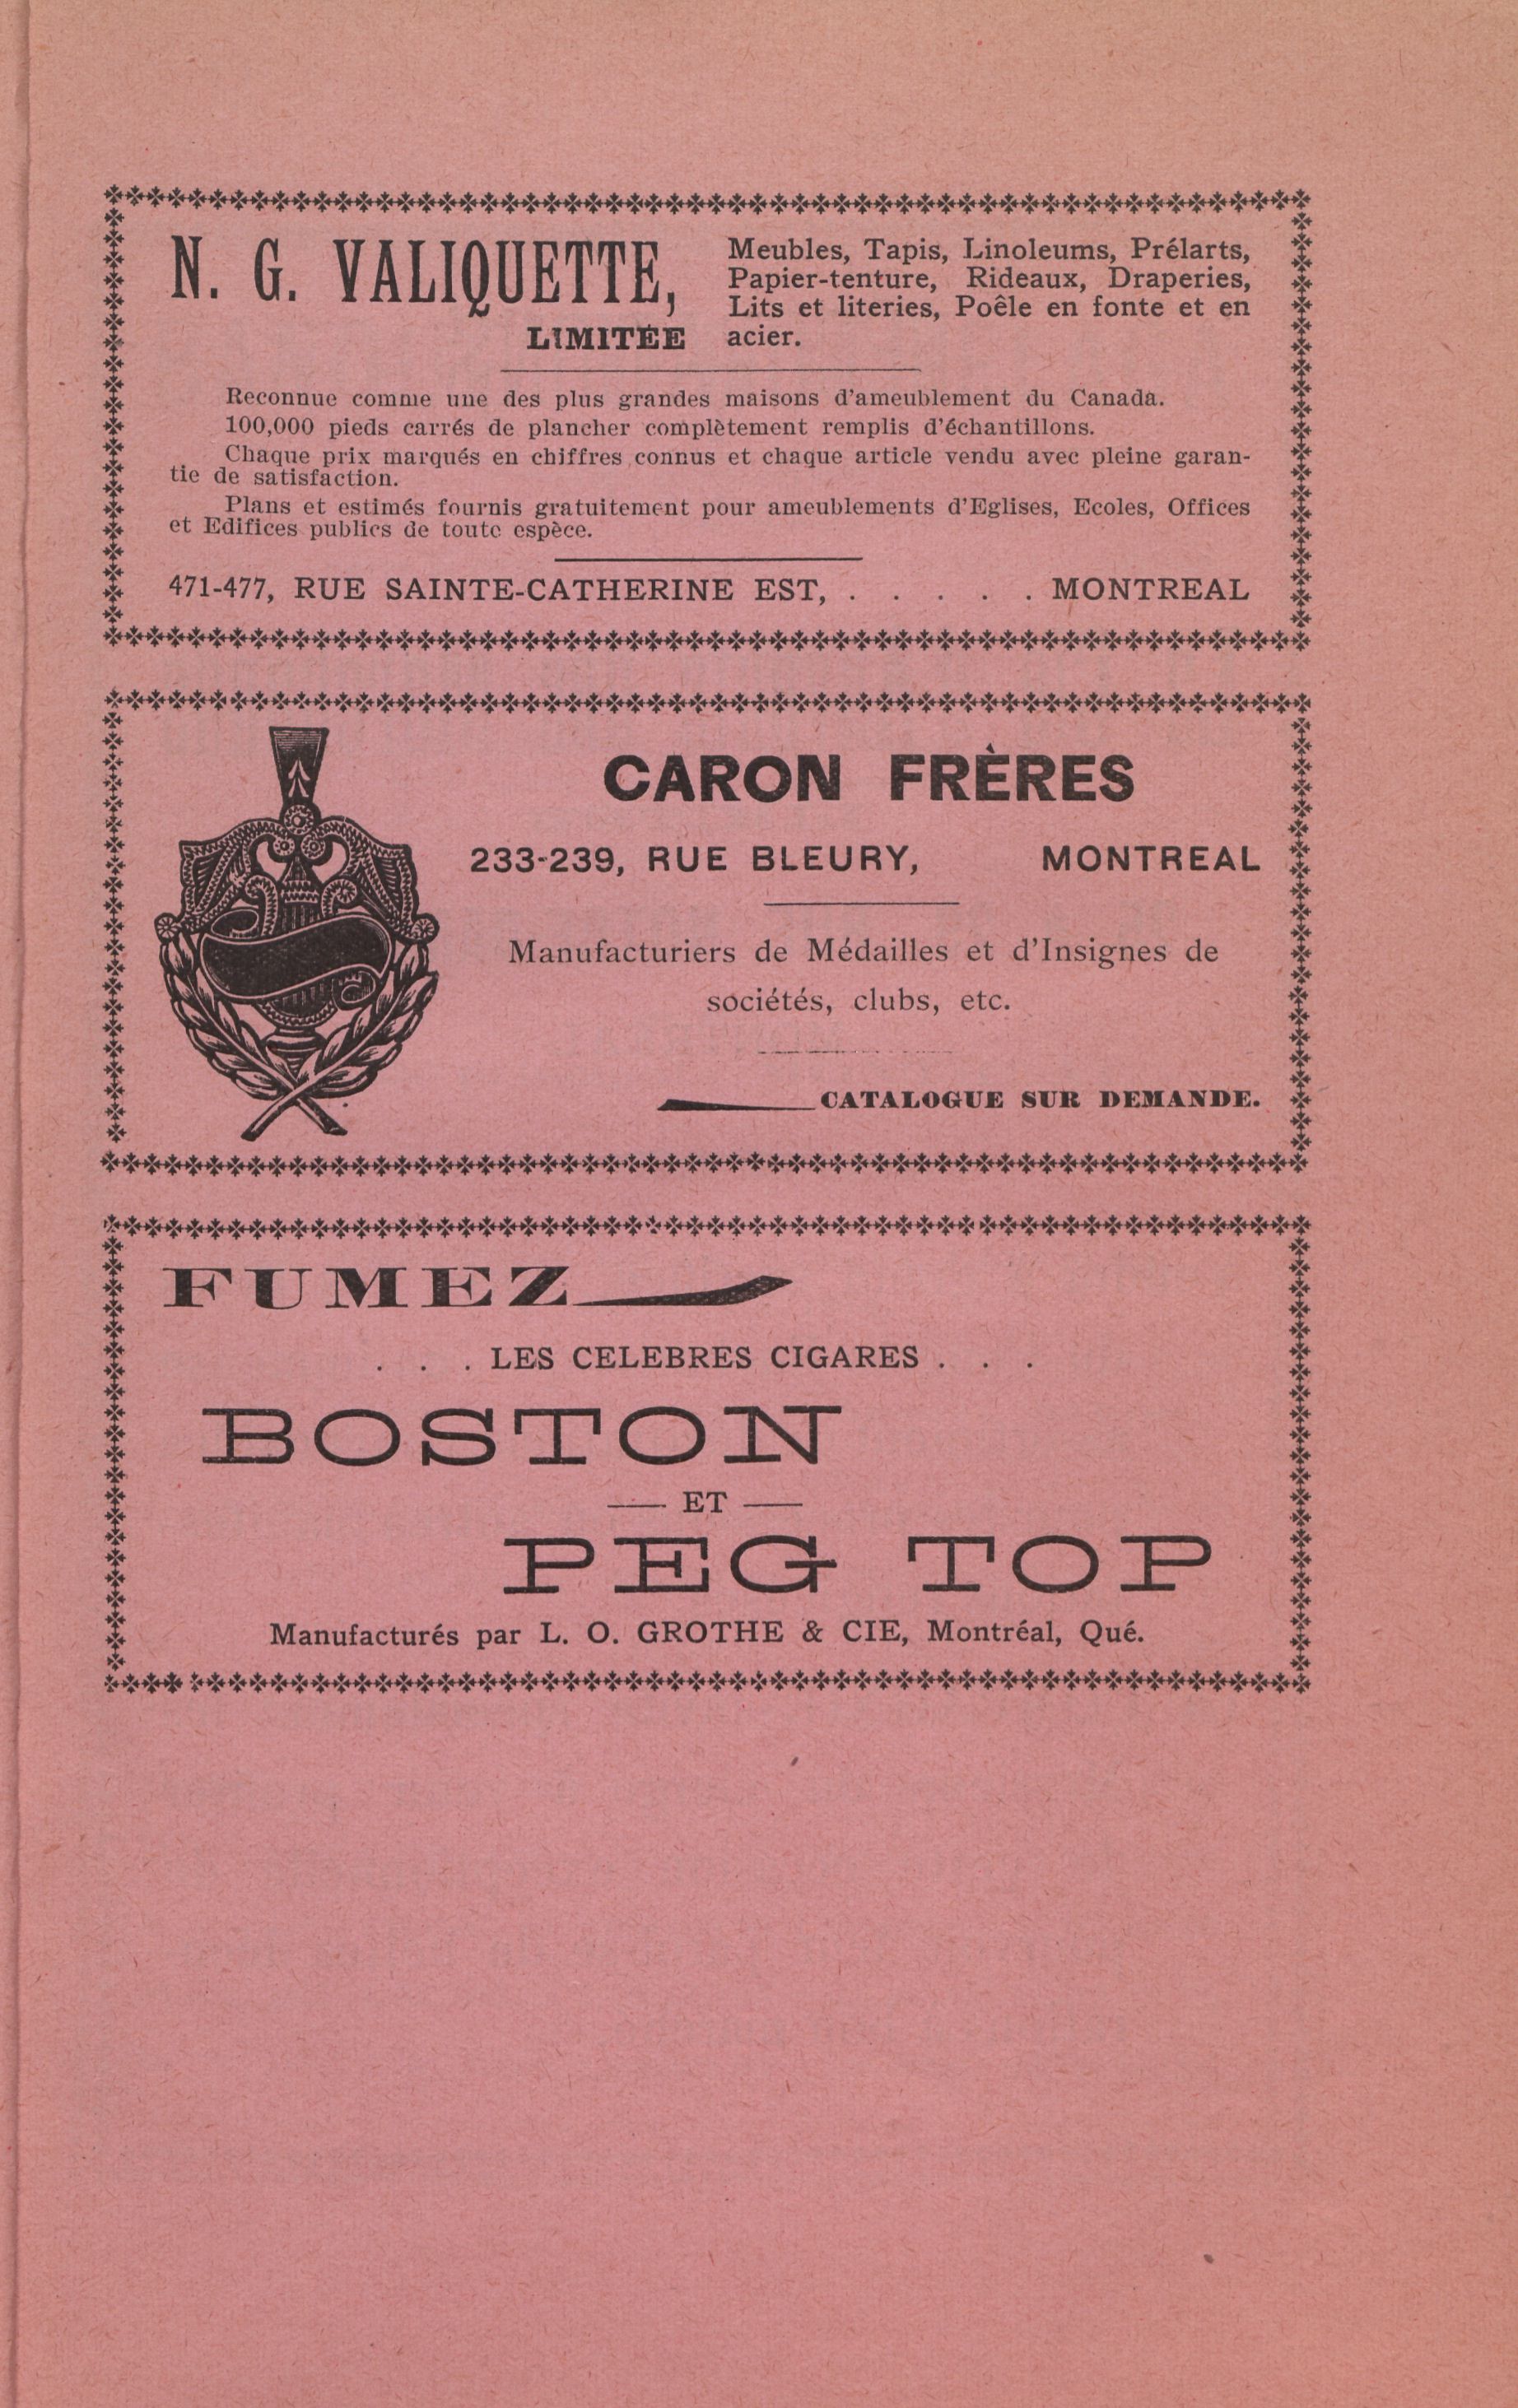 N. G. VALIQUETTE,
LIMITÉE
Meubles, Tapis, Linoleums, Prélarts,
Papier-tenture, Rideaux, Draperies,
Lits et literies, Poêle en fonte et en
acier.
Reconnue comme une des plus grandes maisons d'ameublement du Canada.
100,000 pieds carrés de plancher complètement remplis d'échantillons.
Chaque prix marqués en chiffres connus et chaque article vendu avec pleine garan-
tie de satisfaction.
Plans et estimés fournis gratuitement pour ameublements d'Eglises, Ecoles, Offices
et Edifices publics de toute espèce.
471-477, RUE SAINTE-CATHERINE EST, . . . . . MONTREAL
CARON FRÈRES
233-239, RUE BLEURY, MONTREAL
Manufacturiers de Médailles et d'Insignes de
sociétés, clubs, etc.
CATALOGUE SUR DEMANDE.
FUMEZ
. . . LES CELEBRES CIGARES . . .
BOSTON
— ET —
PEG TOP
Manufacturés par L. O. GROTHE & CIE, Montréal, Qué.